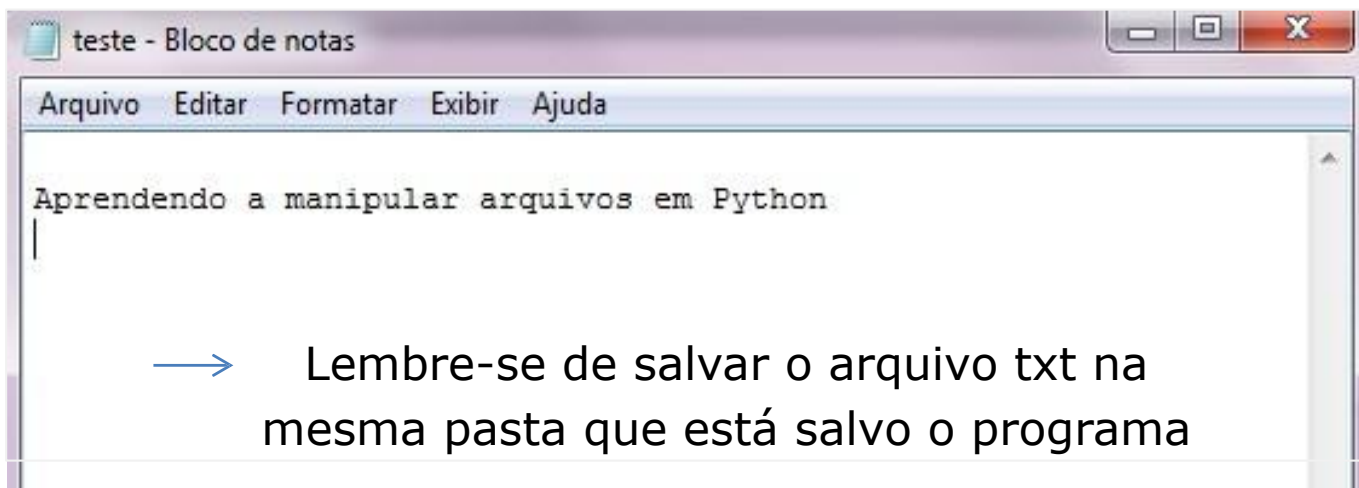 teste - Bloco de notas
Arquivo Editar Formatar Exibir Ajuda
Aprendendo a manipular arquivos em Python
Lembre-se de salvar o arquivo txt na
mesma pasta que está salvo o programa